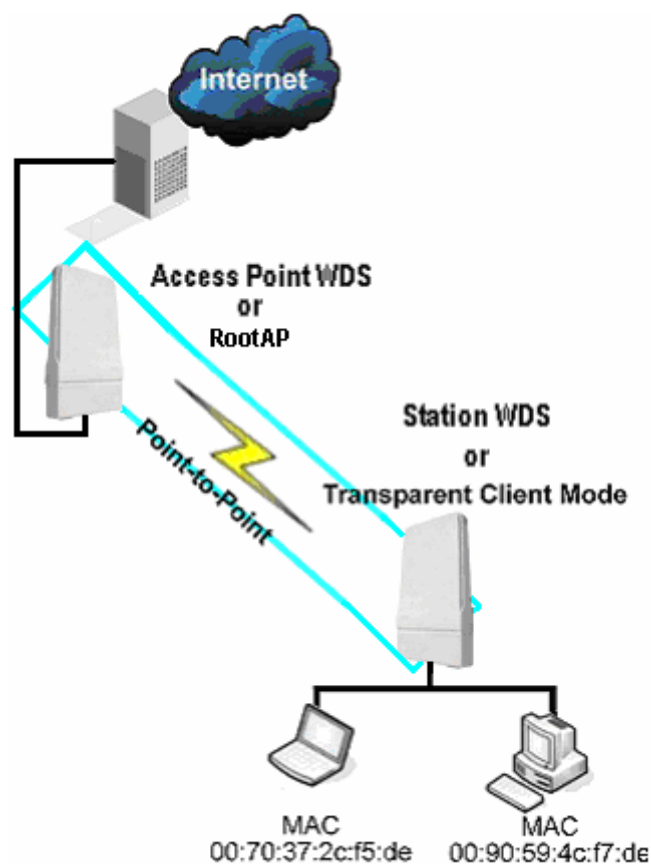 Internet
Access Point WDS
or
RootAP
Point-to-Point
Station WDS
or
Transparent Client Mode
MAC
00:70:37:2c:f5:de
MAC
00:90:59:4c:f7:de